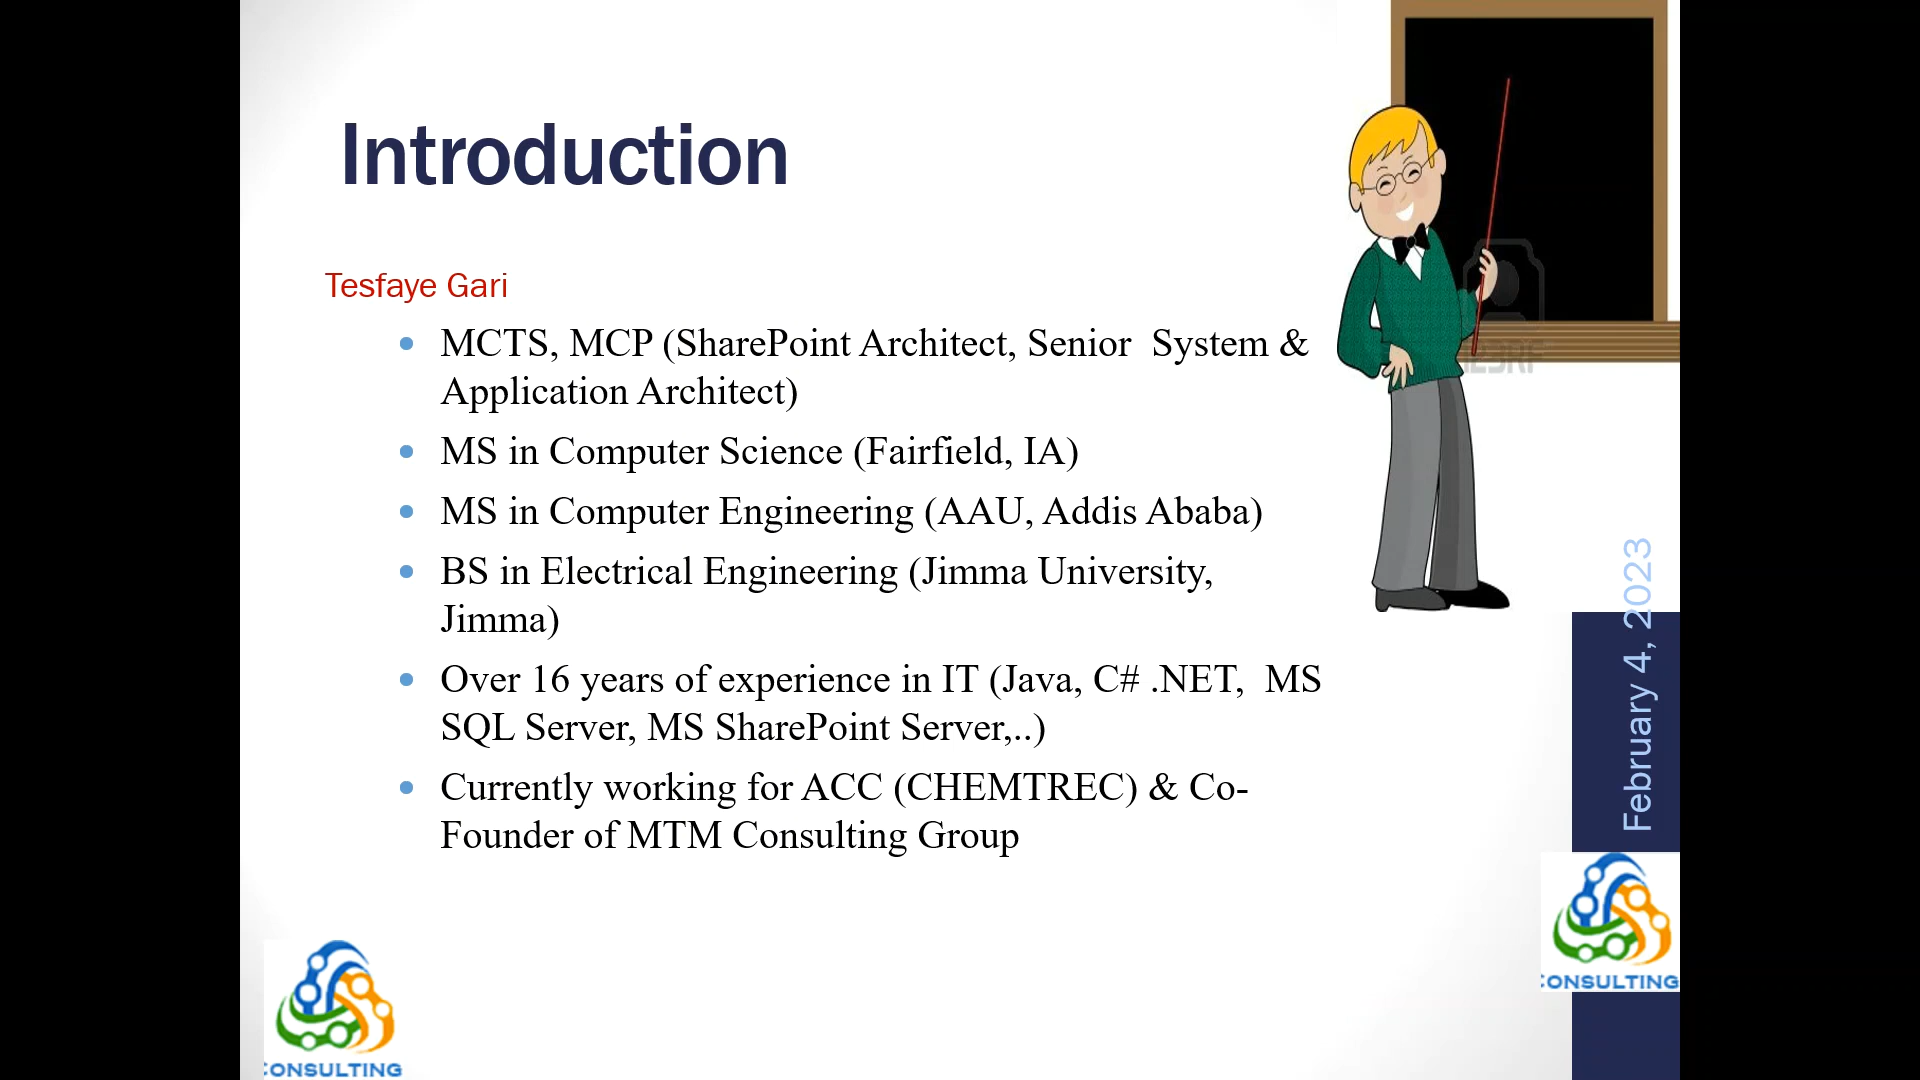 Introduction
Tesfaye Gari
MCTS, MCP (SharePoint Architect, Senior System &
Application Architect)
MS in Computer Science (Fairfield, IA)
MS in Computer Engineering (AAU, Addis Ababa)
BS in Electrical Engineering (Jimma University,
Jimma)
Over 16 years of experience in IT (Java, C# .NET, MS
SQL Server, MS SharePoint Server,..)
Currently working for ACC (CHEMTREC) & Co-
Founder of MTM Consulting Group
February 4, 2023
CONSULTING
CONSULTING
123RF